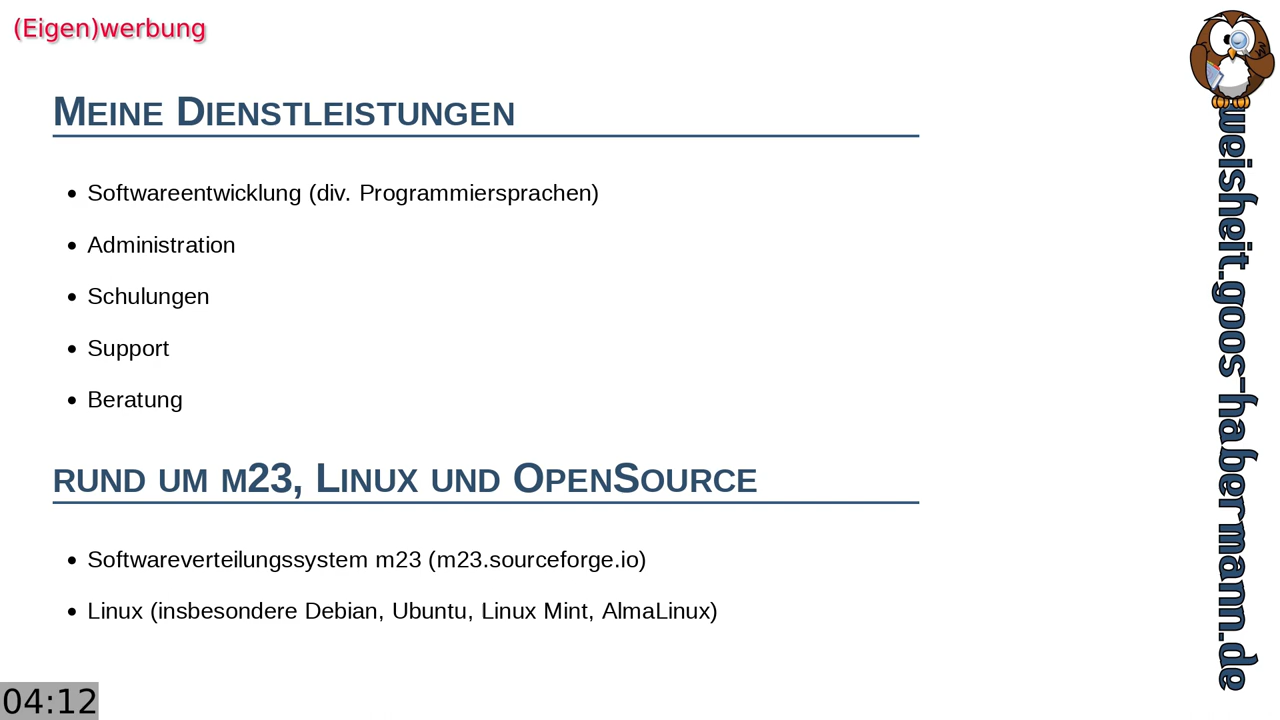 (Eigen)werbung
MEINE DIENSTLEISTUNGEN
Softwareentwicklung (div. Programmiersprachen)
Administration
Schulungen
Support
Beratung
RUND UM M23, LINUX UND OPENSOURCE
Softwareverteilungssystem m23 (m23.sourceforge.io)
Linux (insbesondere Debian, Ubuntu, Linux Mint, AlmaLinux)
04:12
weisheit.goos-habermann.de